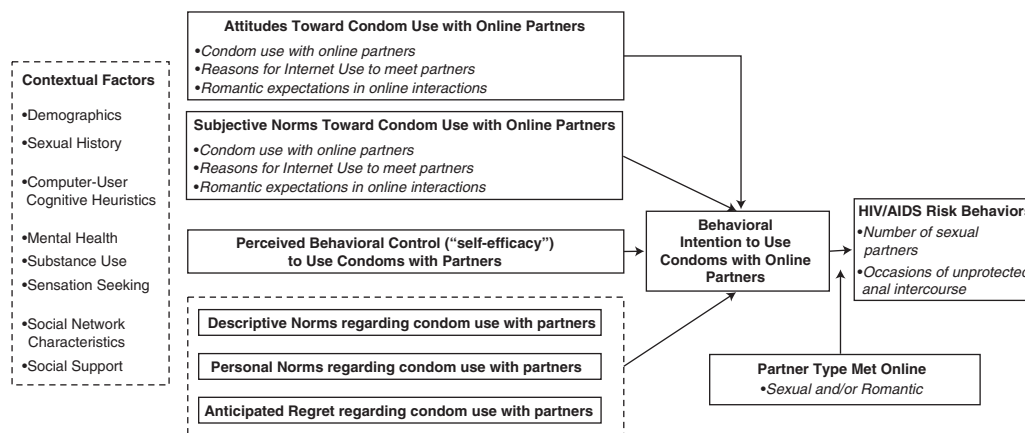 Contextual Factors
•Demographics
•Sexual History
•Computer-User
Cognitive Heuristics
•Mental Health
•Substance Use
•Sensation Seeking
•Social Network
Characteristics
•Social Support
Attitudes Toward Condom Use with Online Partners
•Condom use with online partners
•Reasons for Internet Use to meet partners
•Romantic expectations in online interactions
Subjective Norms Toward Condom Use with Online Partners
•Condom use with online partners
•Reasons for Internet Use to meet partners
•Romantic expectations in online interactions
Perceived Behavioral Control (“self-efficacy”)
to Use Condoms with Partners
Descriptive Norms regarding condom use with partners
Personal Norms regarding condom use with partners
Anticipated Regret regarding condom use with partners
Behavioral
Intention to Use
Condoms with Online
Partners
HIV/AIDS Risk Behaviors
•Number of sexual
partners
•Occasions of unprotected
anal intercourse
Partner Type Met Online
•Sexual and/or Romantic